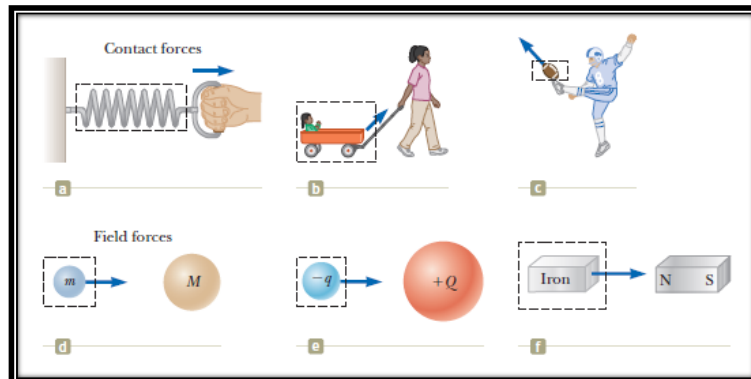 Contact forces
a
b
c
Field forces
m
M
−q
+Q
Iron
N S
d
e
f